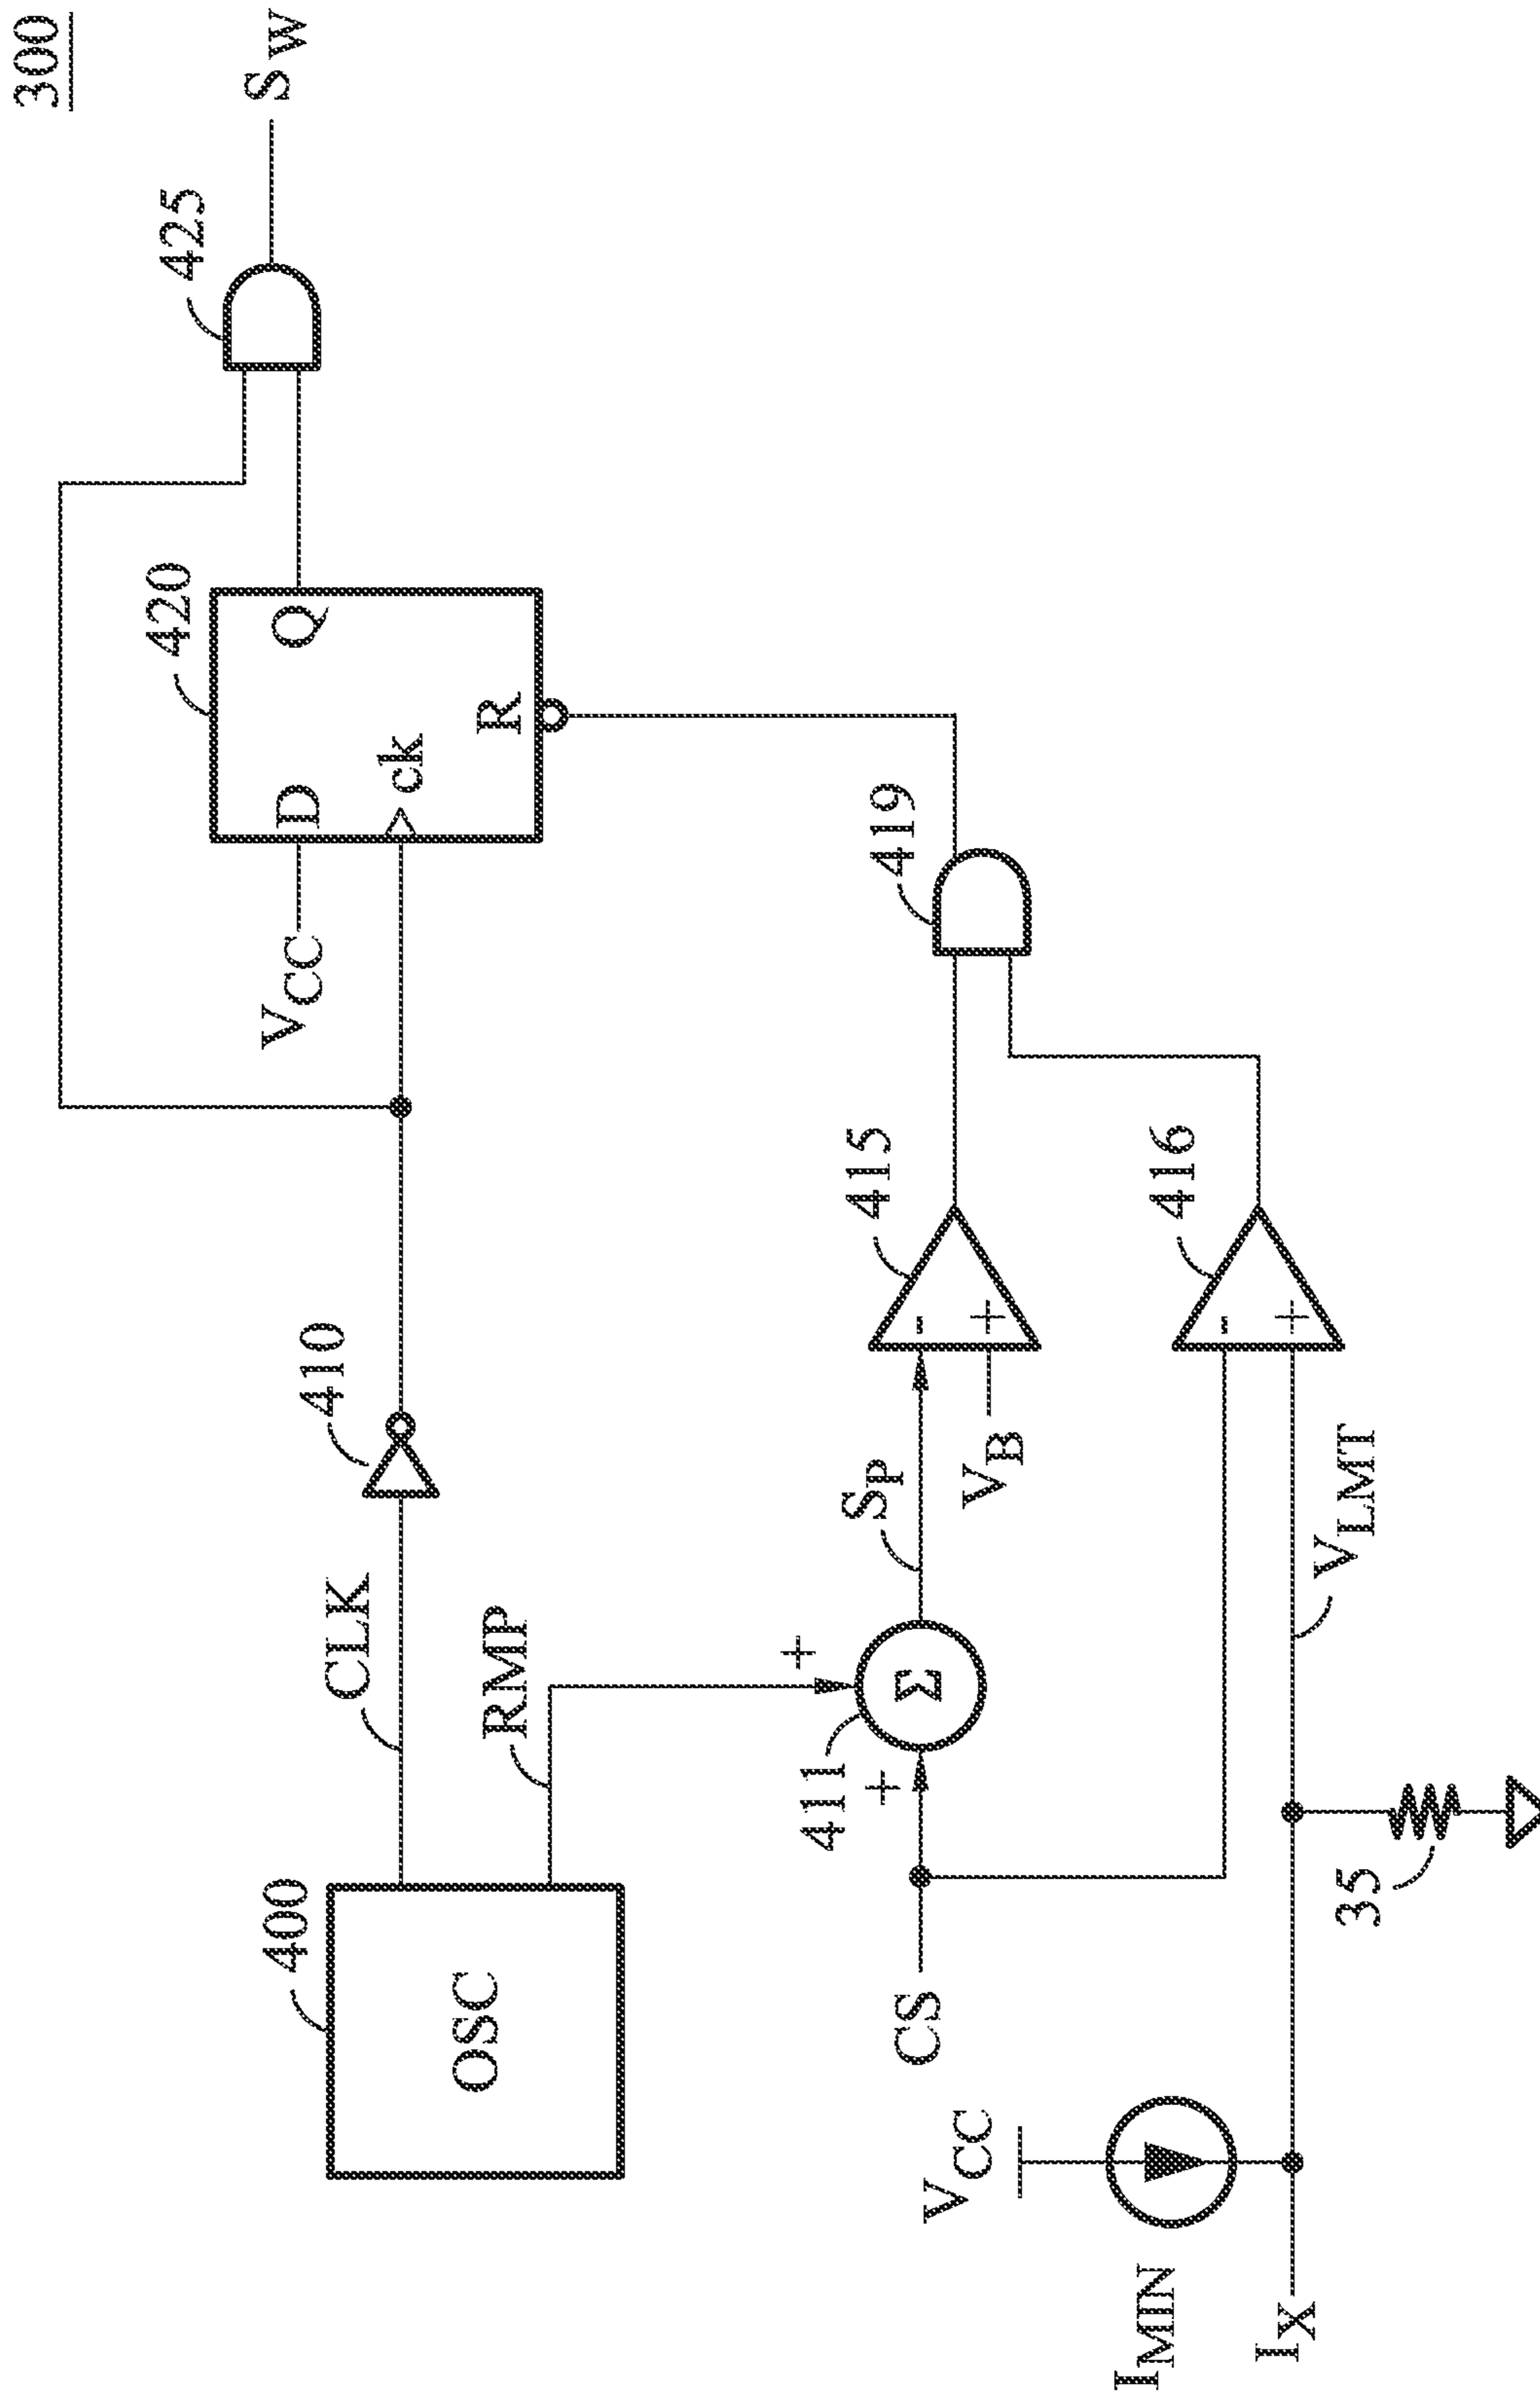 300
S W
425
420
D
Q
ck
R
VCC
410
CLK
400
OSC
RMP
419
415
-
+
SP
VB
411
+
+
Σ
CS
416
-
+
VLMT
35
VCC
IMIN
IX